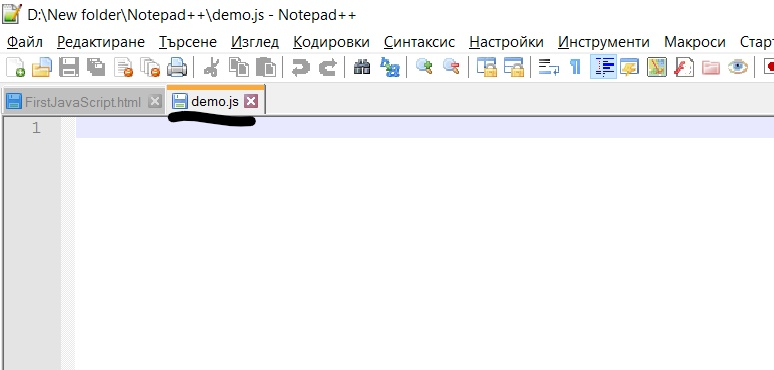 D:\New folder\Notepad++\demo.js - Notepad++
Файл Редактиране Търсене Изглед Кодировки Синтаксис Настройки Инструменти Макроси Старт
FirstJavaScript.html demo.js
1